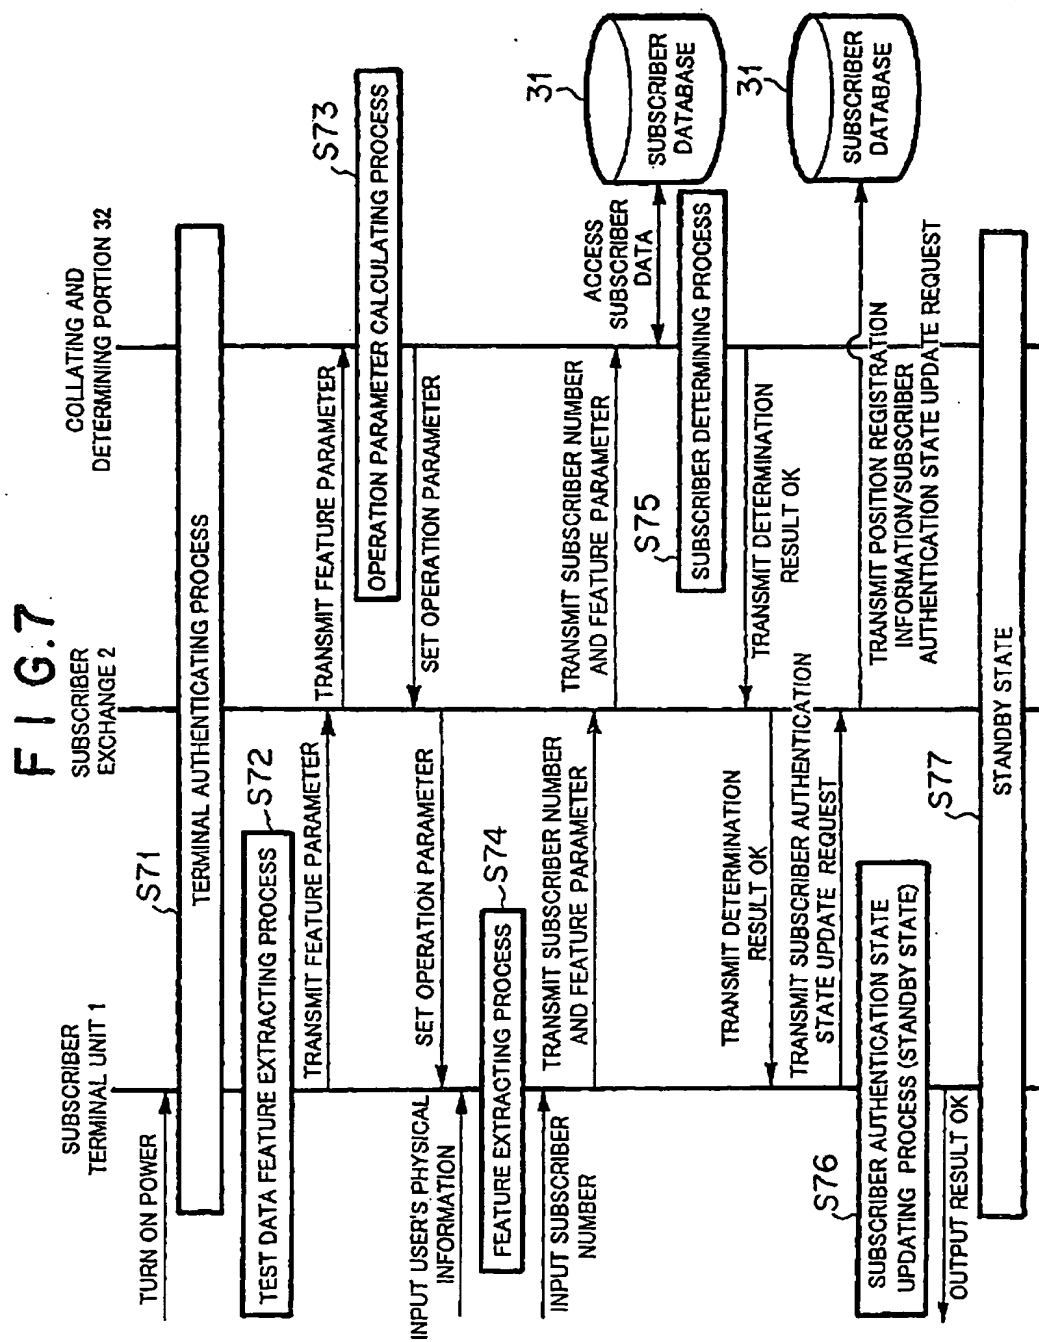 FIG.7
SUBSCRIBER
TERMINAL UNIT 1
SUBSCRIBER
EXCHANGE 2
COLLATING AND
DETERMINING PORTION 32
TURN ON POWER
S71
TERMINAL AUTHENTICATING PROCESS
TEST DATA FEATURE EXTRACTING PROCESS
S72
TRANSMIT FEATURE PARAMETER
TRANSMIT FEATURE PARAMETER
S73
OPERATION PARAMETER CALCULATING PROCESS
SET OPERATION PARAMETER
SET OPERATION PARAMETER
INPUT USER'S PHYSICAL
INFORMATION
FEATURE EXTRACTING PROCESS
S74
INPUT SUBSCRIBER
NUMBER
TRANSMIT SUBSCRIBER NUMBER
AND FEATURE PARAMETER
TRANSMIT SUBSCRIBER NUMBER
AND FEATURE PARAMETER
ACCESS
SUBSCRIBER
DATA
31
SUBSCRIBER
DATABASE
S75
SUBSCRIBER DETERMINING PROCESS
TRANSMIT DETERMINATION
RESULT OK
TRANSMIT DETERMINATION
RESULT OK
TRANSMIT SUBSCRIBER AUTHENTICATION
STATE UPDATE REQUEST
TRANSMIT POSITION REGISTRATION
INFORMATION/SUBSCRIBER
AUTHENTICATION STATE UPDATE REQUEST
31
SUBSCRIBER
DATABASE
S76
SUBSCRIBER AUTHENTICATION STATE
UPDATING PROCESS (STANDBY STATE)
OUTPUT RESULT OK
S77
STANDBY STATE